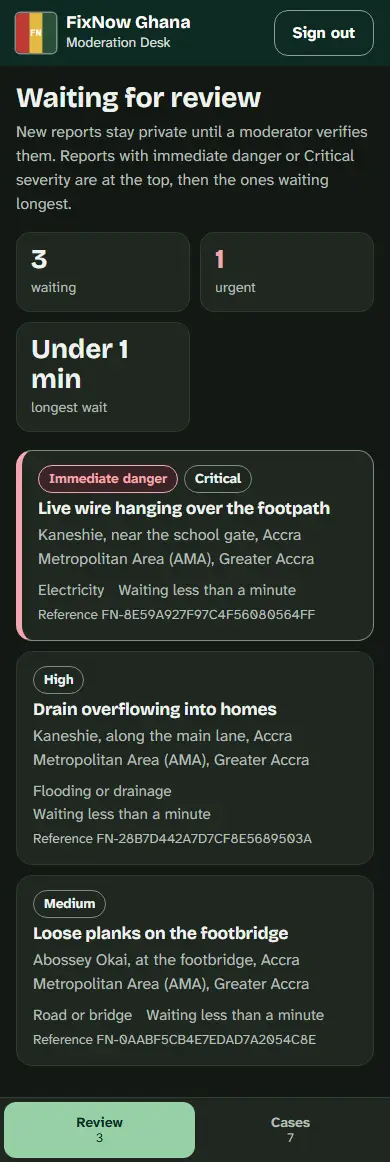 FN
FixNow Ghana
Moderation Desk
Sign out
Waiting for review
New reports stay private until a moderator verifies
them. Reports with immediate danger or Critical
severity are at the top, then the ones waiting
longest.
3
waiting
1
urgent
Under 1
min
longest wait
Immediate danger
Critical
Live wire hanging over the footpath
Kaneshie, near the school gate, Accra
Metropolitan Area (AMA), Greater Accra
Electricity Waiting less than a minute
Reference FN-8E59A927F97C4F56080564FF
High
Drain overflowing into homes
Kaneshie, along the main lane, Accra
Metropolitan Area (AMA), Greater Accra
Flooding or drainage
Waiting less than a minute
Reference FN-28B7D442A7D7CF8E5689503A
Medium
Loose planks on the footbridge
Abossey Okai, at the footbridge, Accra
Metropolitan Area (AMA), Greater Accra
Road or bridge Waiting less than a minute
Reference FN-0AABF5CB4E7EDAD7A2054C8E
Review
3
Cases
7